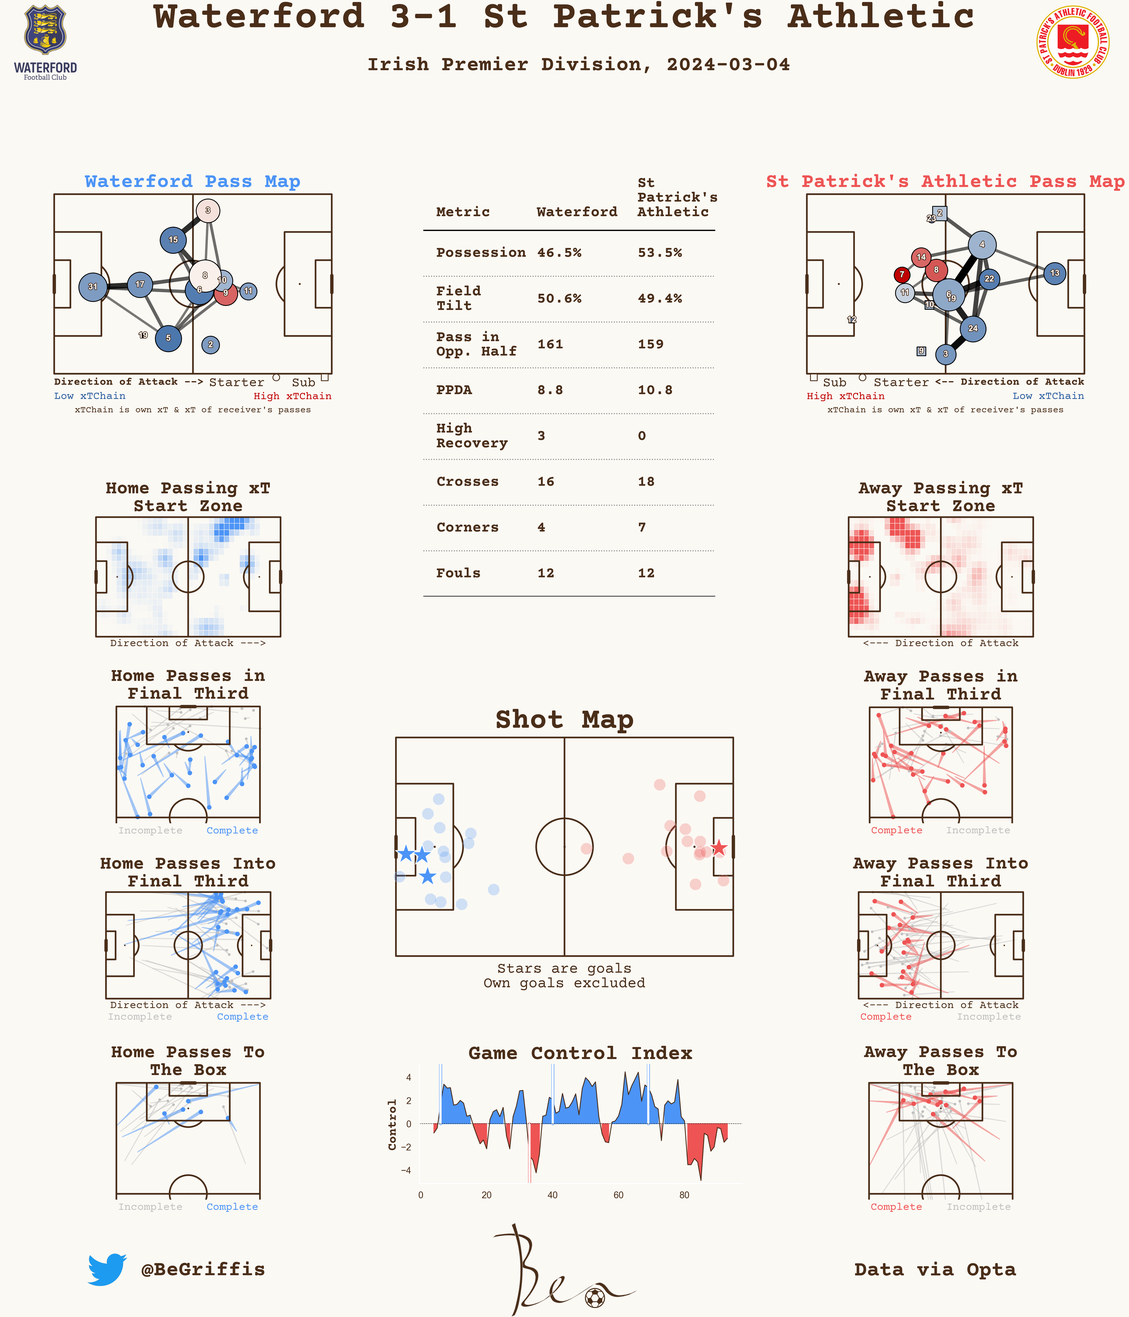 Waterford 3-1 St Patrick's Athletic
Irish Premier Division, 2024-03-04
WATERFORD
Football Club
ST PATRICK'S ATHLETIC FOOTBALL CLUB
DUBLIN 1929
Waterford Pass Map
3
15
8
10
31
17
6
9
11
19
5
2
Direction of Attack --> Starter Sub
Low xTChain High xTChain
xTChain is own xT & xT of receiver's passes
Metric Waterford St Patrick's Athletic
Possession 46.5% 53.5%
Field Tilt 50.6% 49.4%
Pass in Opp. Half 161 159
PPDA 8.8 10.8
High Recovery 3 0
Crosses 16 18
Corners 4 7
Fouls 12 12
St Patrick's Athletic Pass Map
2
23
4
14
7
8
13
22
11
6
19
10
12
24
9
3
Sub Starter <-- Direction of Attack
High xTChain Low xTChain
xTChain is own xT & xT of receiver's passes
Home Passing xT
Start Zone
Direction of Attack --->
Away Passing xT
Start Zone
<--- Direction of Attack
Home Passes in
Final Third
Incomplete Complete
Away Passes in
Final Third
Complete Incomplete
Shot Map
Stars are goals
Own goals excluded
Home Passes Into
Final Third
Direction of Attack --->
Incomplete Complete
Away Passes Into
Final Third
<--- Direction of Attack
Complete Incomplete
Home Passes To
The Box
Incomplete Complete
Game Control Index
Control
4
2
0
−2
−4
0 20 40 60 80
Away Passes To
The Box
Complete Incomplete
@BeGriffis
Bea
Data via Opta